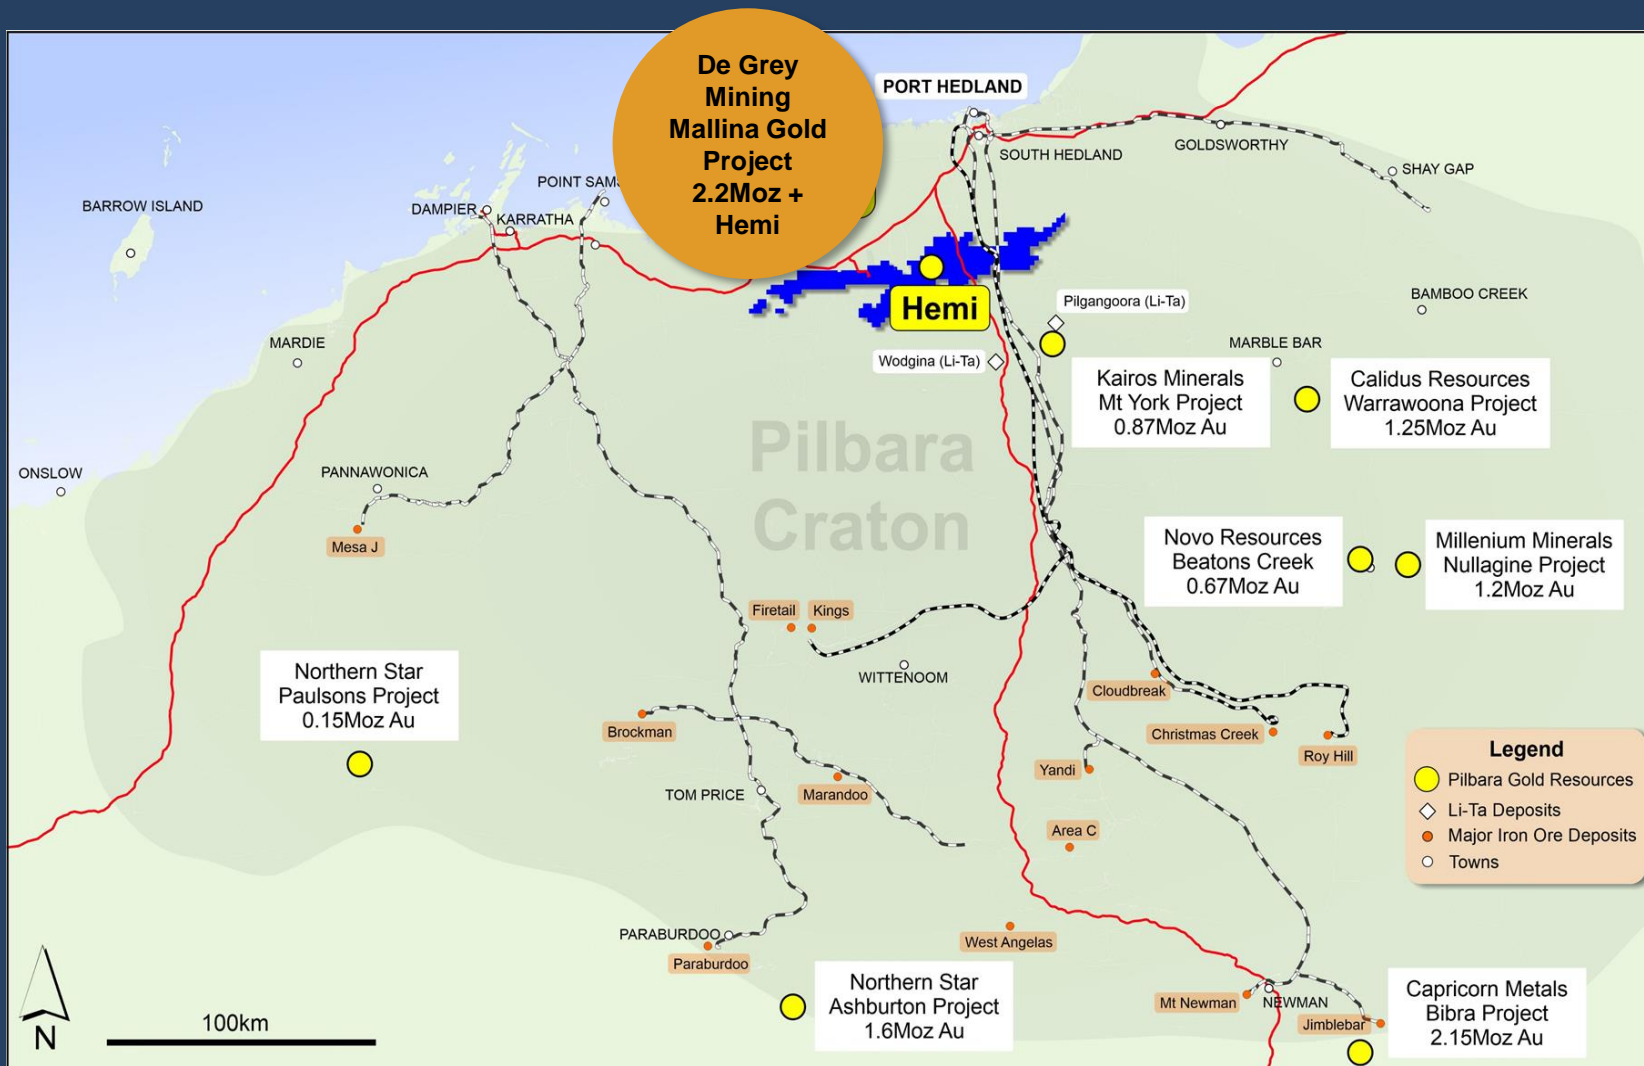 De Grey
Mining
Mallina Gold
Project
2.2Moz +
Hemi
PORT HEDLAND
SOUTH HEDLAND
GOLDSWORTHY
SHAY GAP
BARROW ISLAND
DAMPIER
KARRATHA
POINT SAMS
Hemi
Pilgangoora (Li-Ta)
BAMBOO CREEK
MARDIE
Wodgina (Li-Ta)
MARBLE BAR
Kairos Minerals
Mt York Project
0.87Moz Au
Calidus Resources
Warrawoona Project
1.25Moz Au
Pilbara
Craton
ONSLOW
PANNAWONICA
Mesa J
Novo Resources
Beatons Creek
0.67Moz Au
Millenium Minerals
Nullagine Project
1.2Moz Au
Firetail
Kings
WITTENOOM
Northern Star
Paulsons Project
0.15Moz Au
Cloudbreak
Brockman
Christmas Creek
Roy Hill
Yandi
TOM PRICE
Marandoo
Area C
Legend
Pilbara Gold Resources
Li-Ta Deposits
Major Iron Ore Deposits
Towns
PARABURDOO
Paraburdoo
West Angelas
Northern Star
Ashburton Project
1.6Moz Au
Mt Newman
NEWMAN
Jimblebar
Capricorn Metals
Bibra Project
2.15Moz Au
N
100km